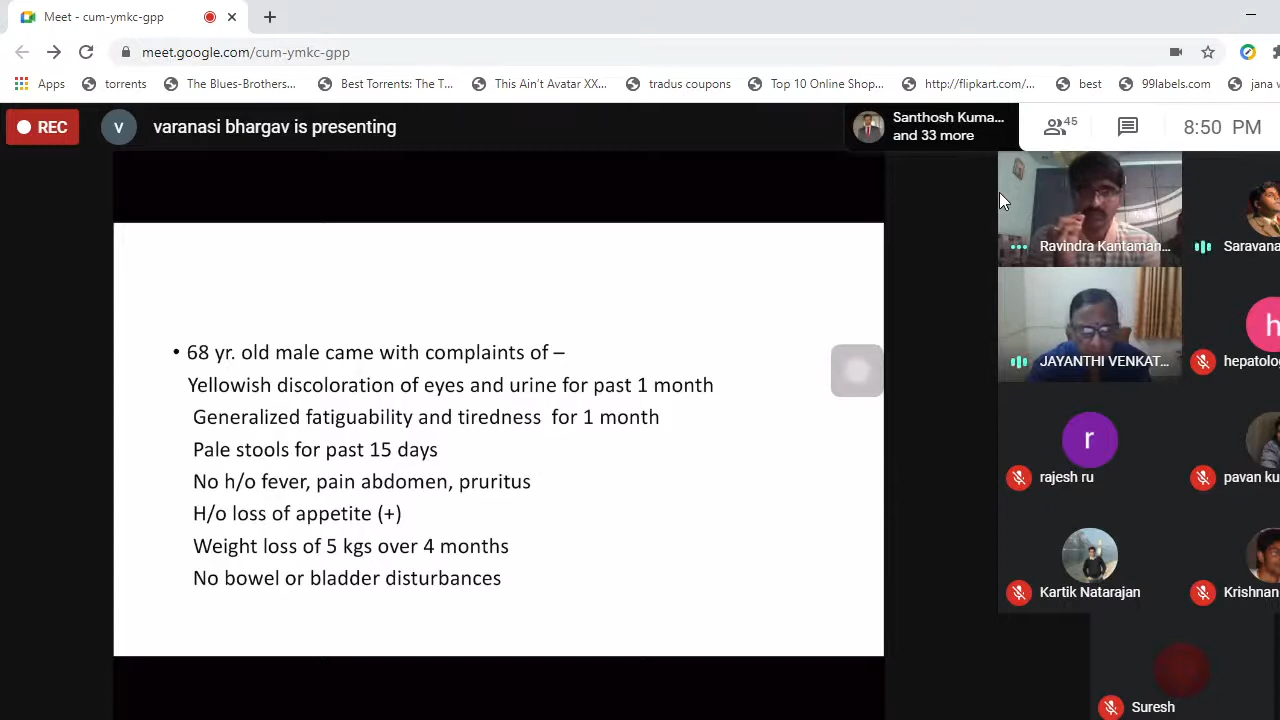 Meet - cum-ymkc-gpp
meet.google.com/cum-ymkc-gpp
Apps torrents The Blues-Brothers... Best Torrents: The T... This Ain't Avatar XX... tradus coupons Top 10 Online Shop... http://flipkart.com/... best 99labels.com jana w
REC v varanasi bhargav is presenting
Santhosh Kuma...
and 33 more
45
8:50 PM
• 68 yr. old male came with complaints of –
Yellowish discoloration of eyes and urine for past 1 month
Generalized fatiguability and tiredness for 1 month
Pale stools for past 15 days
No h/o fever, pain abdomen, pruritus
H/o loss of appetite (+)
Weight loss of 5 kgs over 4 months
No bowel or bladder disturbances
Ravindra Kantaman... Saravana
h
JAYANTHI VENKAT... hepatolog
r
rajesh ru pavan ku
Kartik Natarajan Krishnan
Suresh